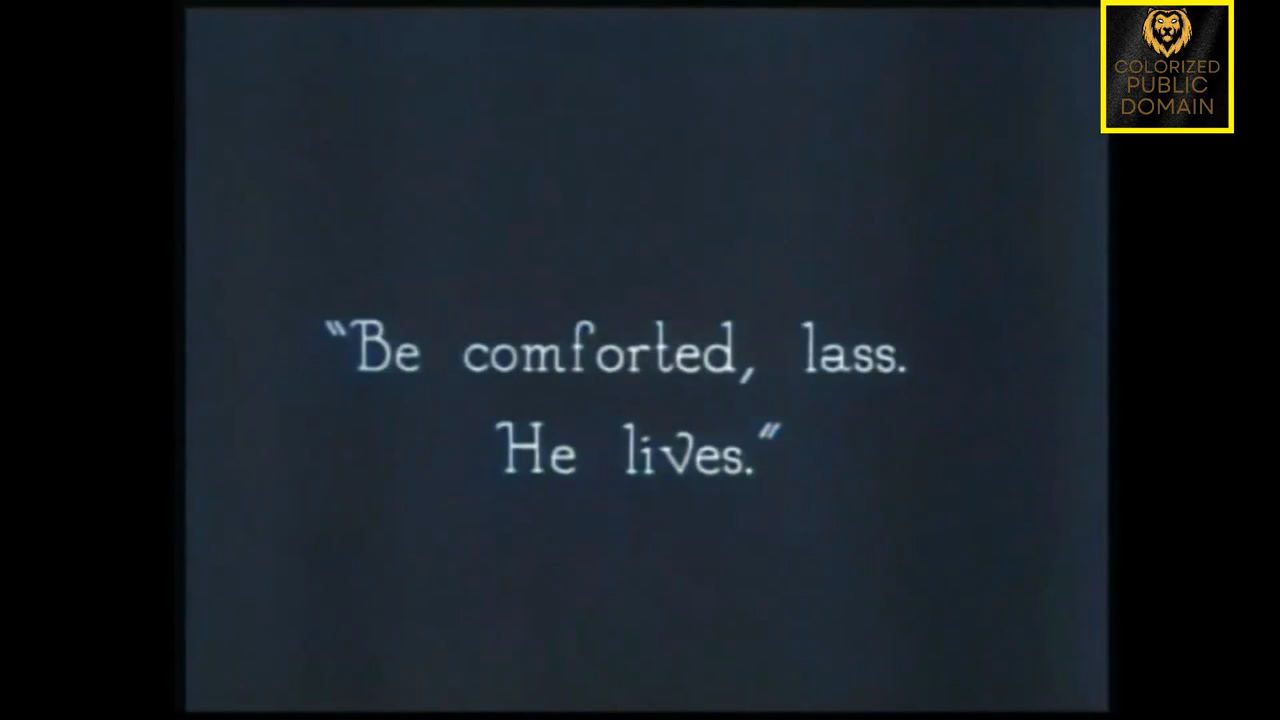 COLORIZED
PUBLIC
DOMAIN
“Be comforted, lass.
He lives.”